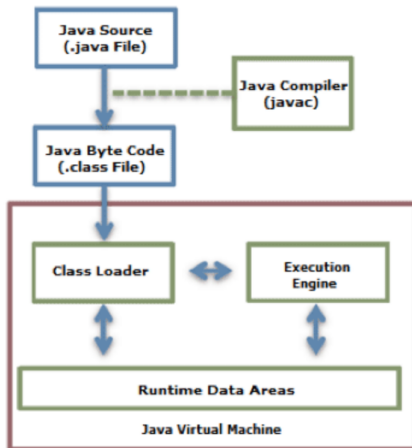 Java Source
(.java File)
Java Compiler
(javac)
Java Byte Code
(.class File)
Class Loader
Execution
Engine
Runtime Data Areas
Java Virtual Machine